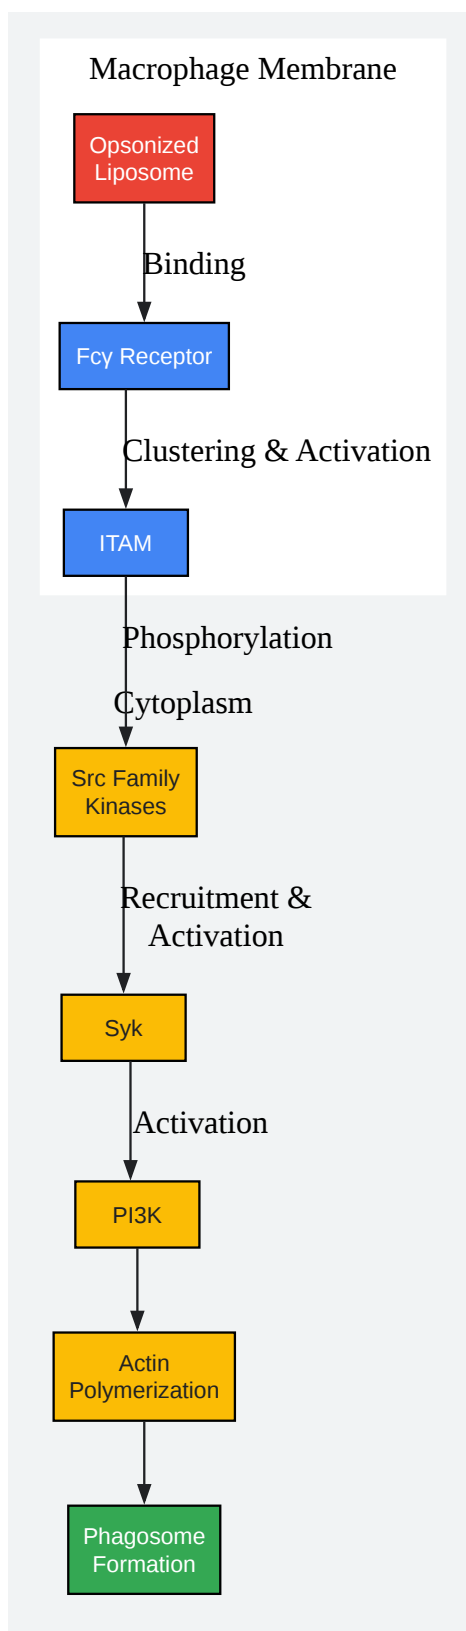 Macrophage Membrane
Opsonized
Liposome
Binding
Fcγ Receptor
Clustering & Activation
ITAM
Phosphorylation
Cytoplasm
Src Family
Kinases
Recruitment &
Activation
Syk
Activation
PI3K
Actin
Polymerization
Phagosome
Formation